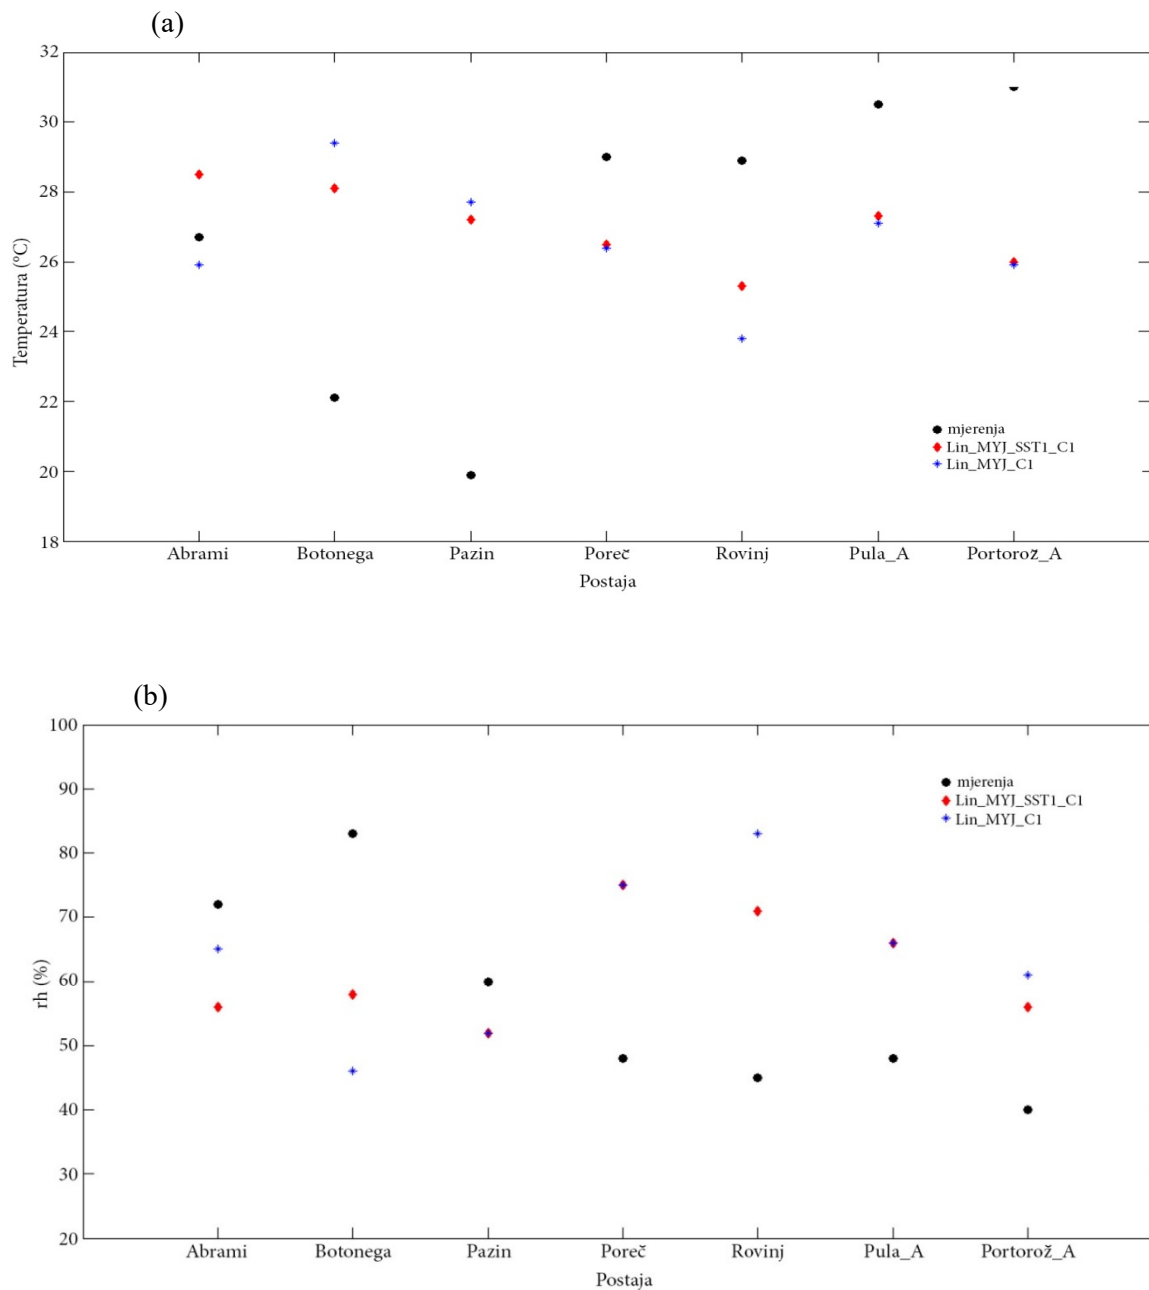 (a)
32
30
28
26
24
22
20
18
Temperatura (°C)
mjerenja
Lin_MYJ_SST1_C1
Lin_MYJ_C1
Abrami Botonega Pazin Poreč Rovinj Pula_A Portorož_A
Postaja
(b)
100
90
80
70
60
50
40
30
20
rh (%)
mjerenja
Lin_MYJ_SST1_C1
Lin_MYJ_C1
Abrami Botonega Pazin Poreč Rovinj Pula_A Portorož_A
Postaja